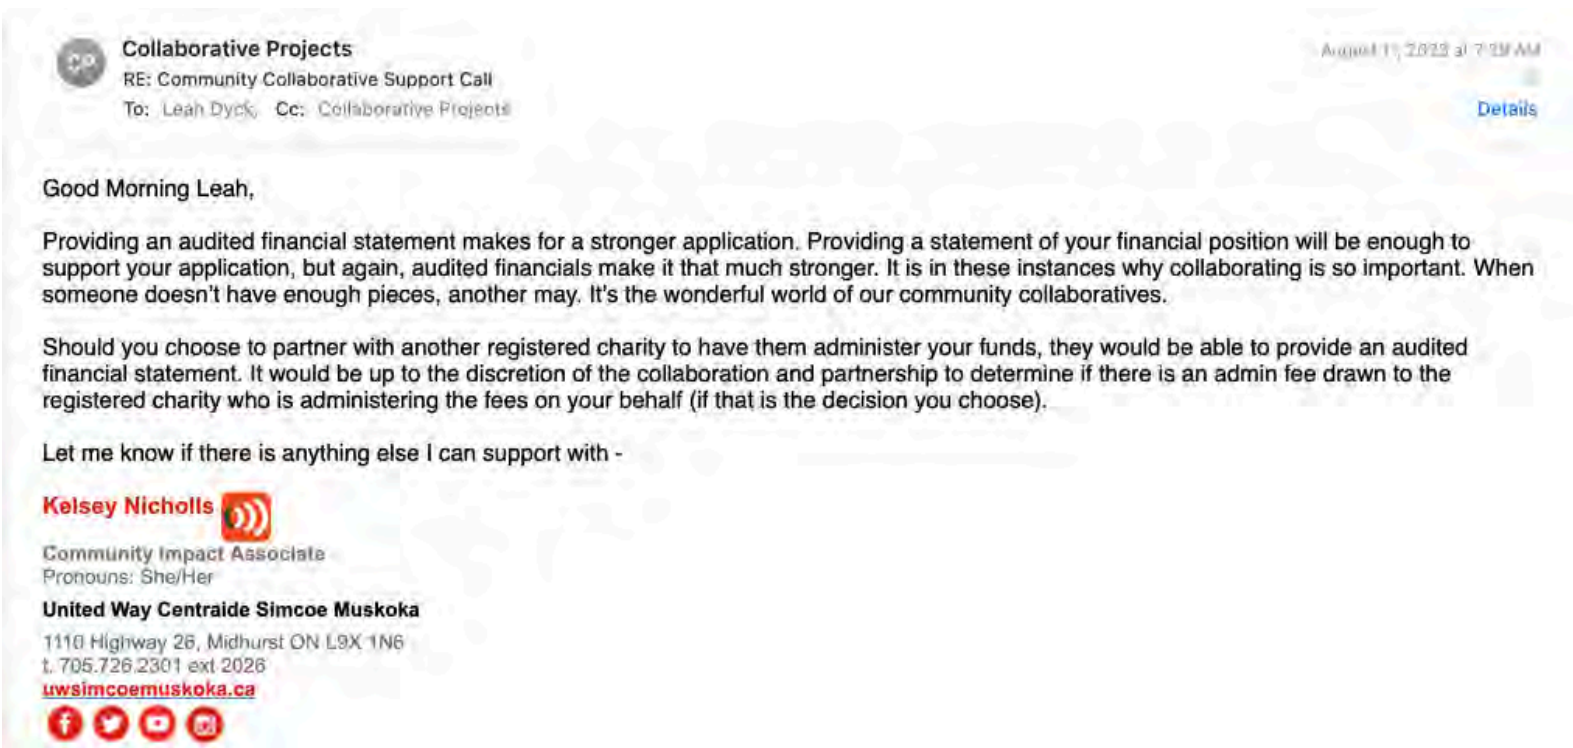 Collaborative Projects
August 11, 2023 at 7:29 AM
CP
RE: Community Collaborative Support Call
To: Leah Dyck, Cc: Collaborative Projects
Details
Good Morning Leah,
Providing an audited financial statement makes for a stronger application. Providing a statement of your financial position will be enough to
support your application, but again, audited financials make it that much stronger. It is in these instances why collaborating is so important. When
someone doesn't have enough pieces, another may. It's the wonderful world of our community collaboratives.
Should you choose to partner with another registered charity to have them administer your funds, they would be able to provide an audited
financial statement. It would be up to the discretion of the collaboration and partnership to determine if there is an admin fee drawn to the
registered charity who is administering the fees on your behalf (if that is the decision you choose).
Let me know if there is anything else I can support with -
Kelsey Nicholls
Community Impact Associate
Pronouns: She/Her
United Way Centraide Simcoe Muskoka
1110 Highway 26, Midhurst ON L9X 1N6
t. 705.726.2301 ext 2026
uwsimcoemuskoka.ca